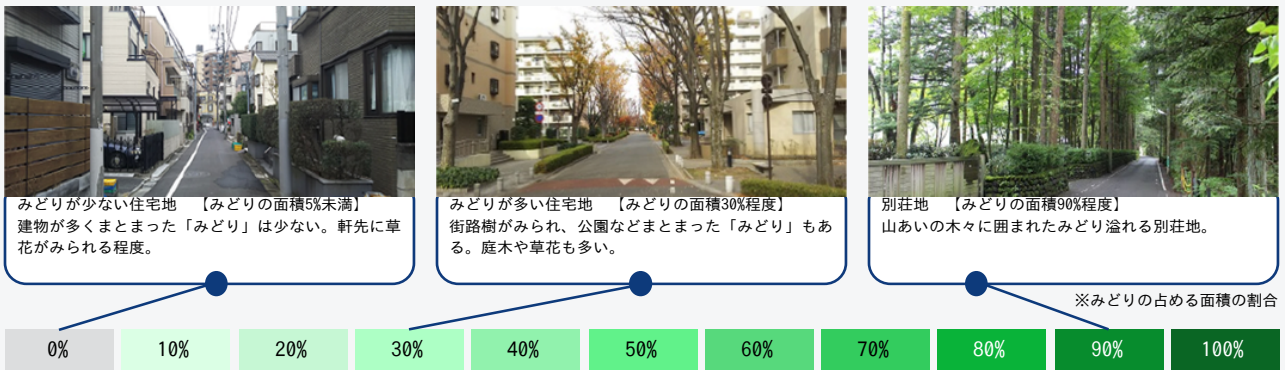 みどりが少ない住宅地　【みどりの面積5%未満】
建物が多くまとまった「みどり」は少ない。軒先に草
花がみられる程度。
みどりが多い住宅地　【みどりの面積30%程度】
街路樹がみられ、公園などまとまった「みどり」もあ
る。庭木や草花も多い。
別荘地　【みどりの面積90%程度】
山あいの木々に囲まれたみどり溢れる別荘地。
※みどりの占める面積の割合
0%
10%
20%
30%
40%
50%
60%
70%
80%
90%
100%